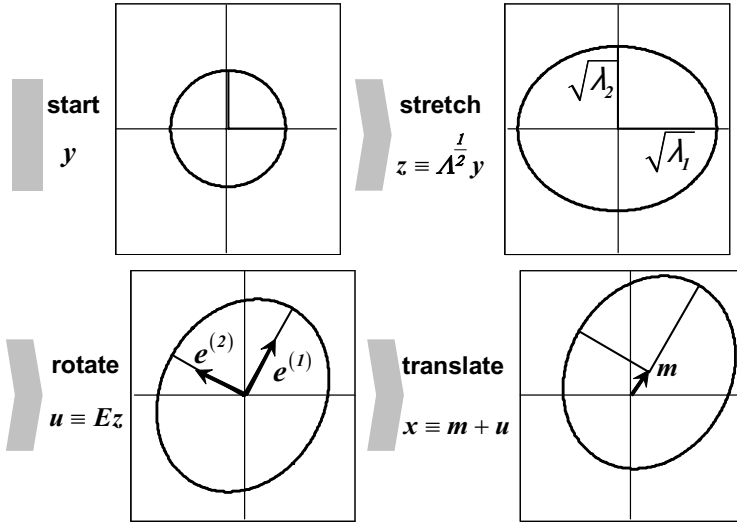 start
y
stretch
z ≡ Λ^{1/2} y
√λ₂
√λ₁
rotate
u ≡ Ez
e^{(2)}
e^{(1)}
translate
x ≡ m + u
m